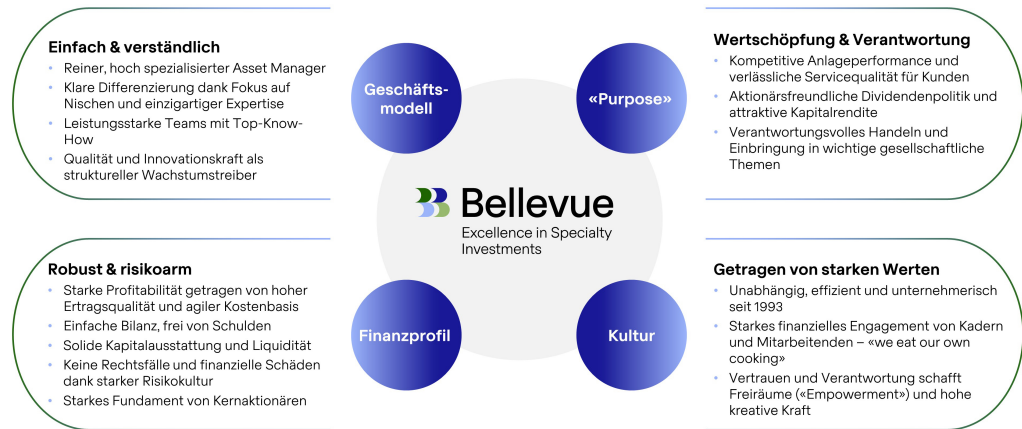 Einfach & verständlich
• Reiner, hoch spezialisierter Asset Manager
• Klare Differenzierung dank Fokus auf
Nischen und einzigartiger Expertise
• Leistungsstarke Teams mit Top-Know-
How
• Qualität und Innovationskraft als
struktureller Wachstumstreiber
Geschäfts-
modell
«Purpose»
Wertschöpfung & Verantwortung
• Kompetitive Anlageperformance und
verlässliche Servicequalität für Kunden
• Aktionärsfreundliche Dividendenpolitik und
attraktive Kapitalrendite
• Verantwortungsvolles Handeln und
Einbringung in wichtige gesellschaftliche
Themen
Bellevue
Excellence in Specialty
Investments
Robust & risikoarm
• Starke Profitabilität getragen von hoher
Ertragsqualität und agiler Kostenbasis
• Einfache Bilanz, frei von Schulden
• Solide Kapitalausstattung und Liquidität
• Keine Rechtsfälle und finanzielle Schäden
dank starker Risikokultur
• Starkes Fundament von Kernaktionären
Finanzprofil
Kultur
Getragen von starken Werten
• Unabhängig, effizient und unternehmerisch
seit 1993
• Starkes finanzielles Engagement von Kadern
und Mitarbeitenden – «we eat our own
cooking»
• Vertrauen und Verantwortung schafft
Freiräume («Empowerment») und hohe
kreative Kraft